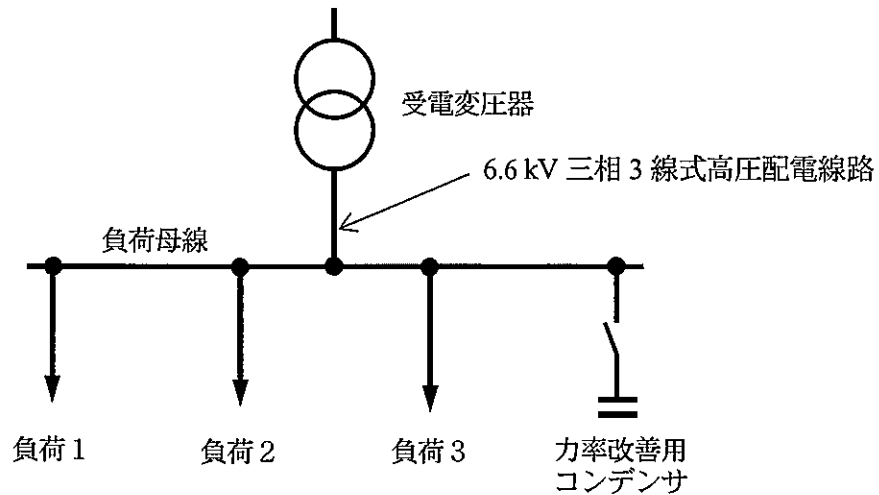 受電変圧器
6.6 kV 三相 3 線式高圧配電線路
負荷母線
負荷 1
負荷 2
負荷 3
力率改善用
コンデンサ